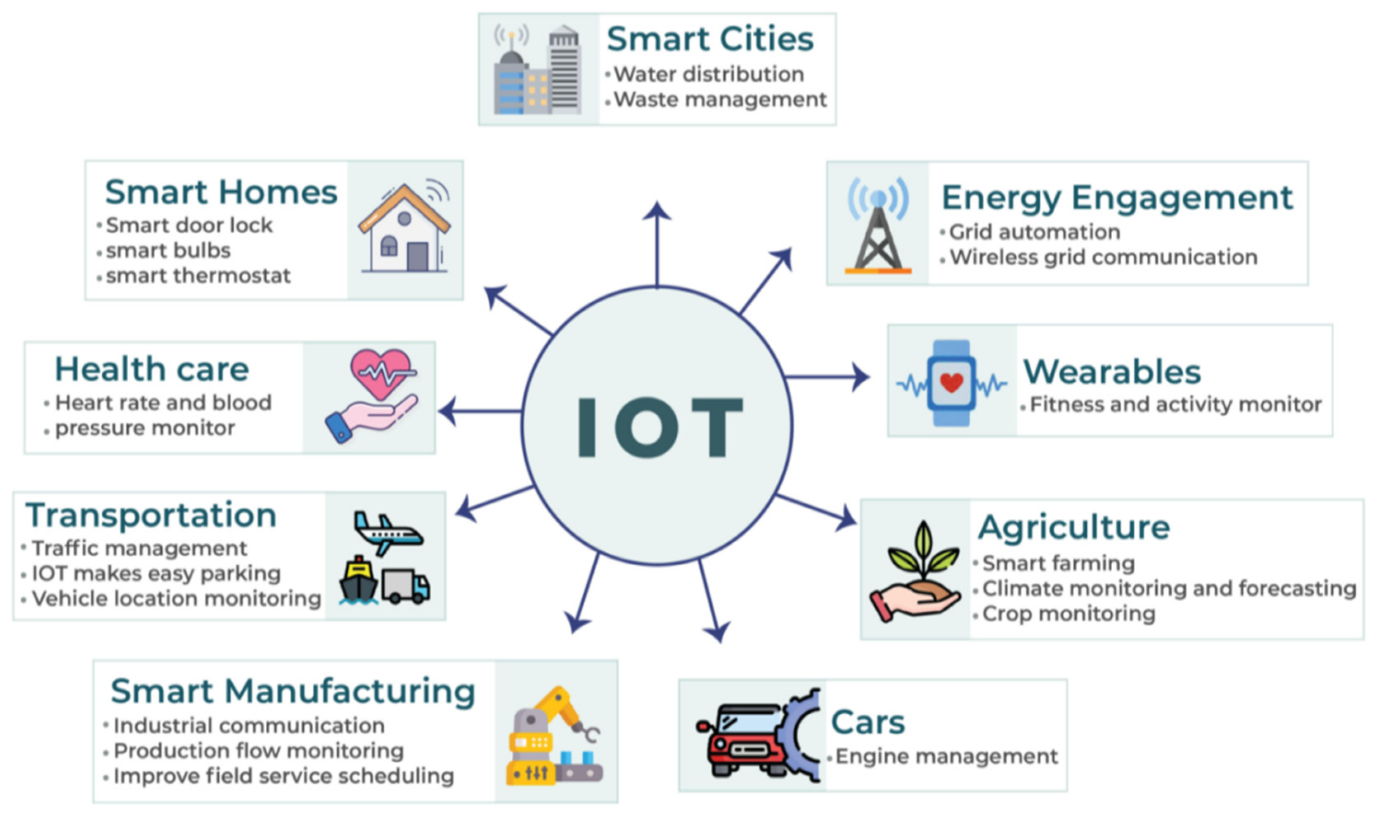 Smart Cities
•Water distribution
•Waste management
Smart Homes
•Smart door lock
•smart bulbs
•smart thermostat
Energy Engagement
•Grid automation
•Wireless grid communication
Health care
• Heart rate and blood
• pressure monitor
IOT
Wearables
•Fitness and activity monitor
Transportation
•Traffic management
•IOT makes easy parking
•Vehicle location monitoring
Agriculture
•Smart farming
•Climate monitoring and forecasting
•Crop monitoring
Smart Manufacturing
•Industrial communication
•Production flow monitoring
•Improve field service scheduling
Cars
•Engine management